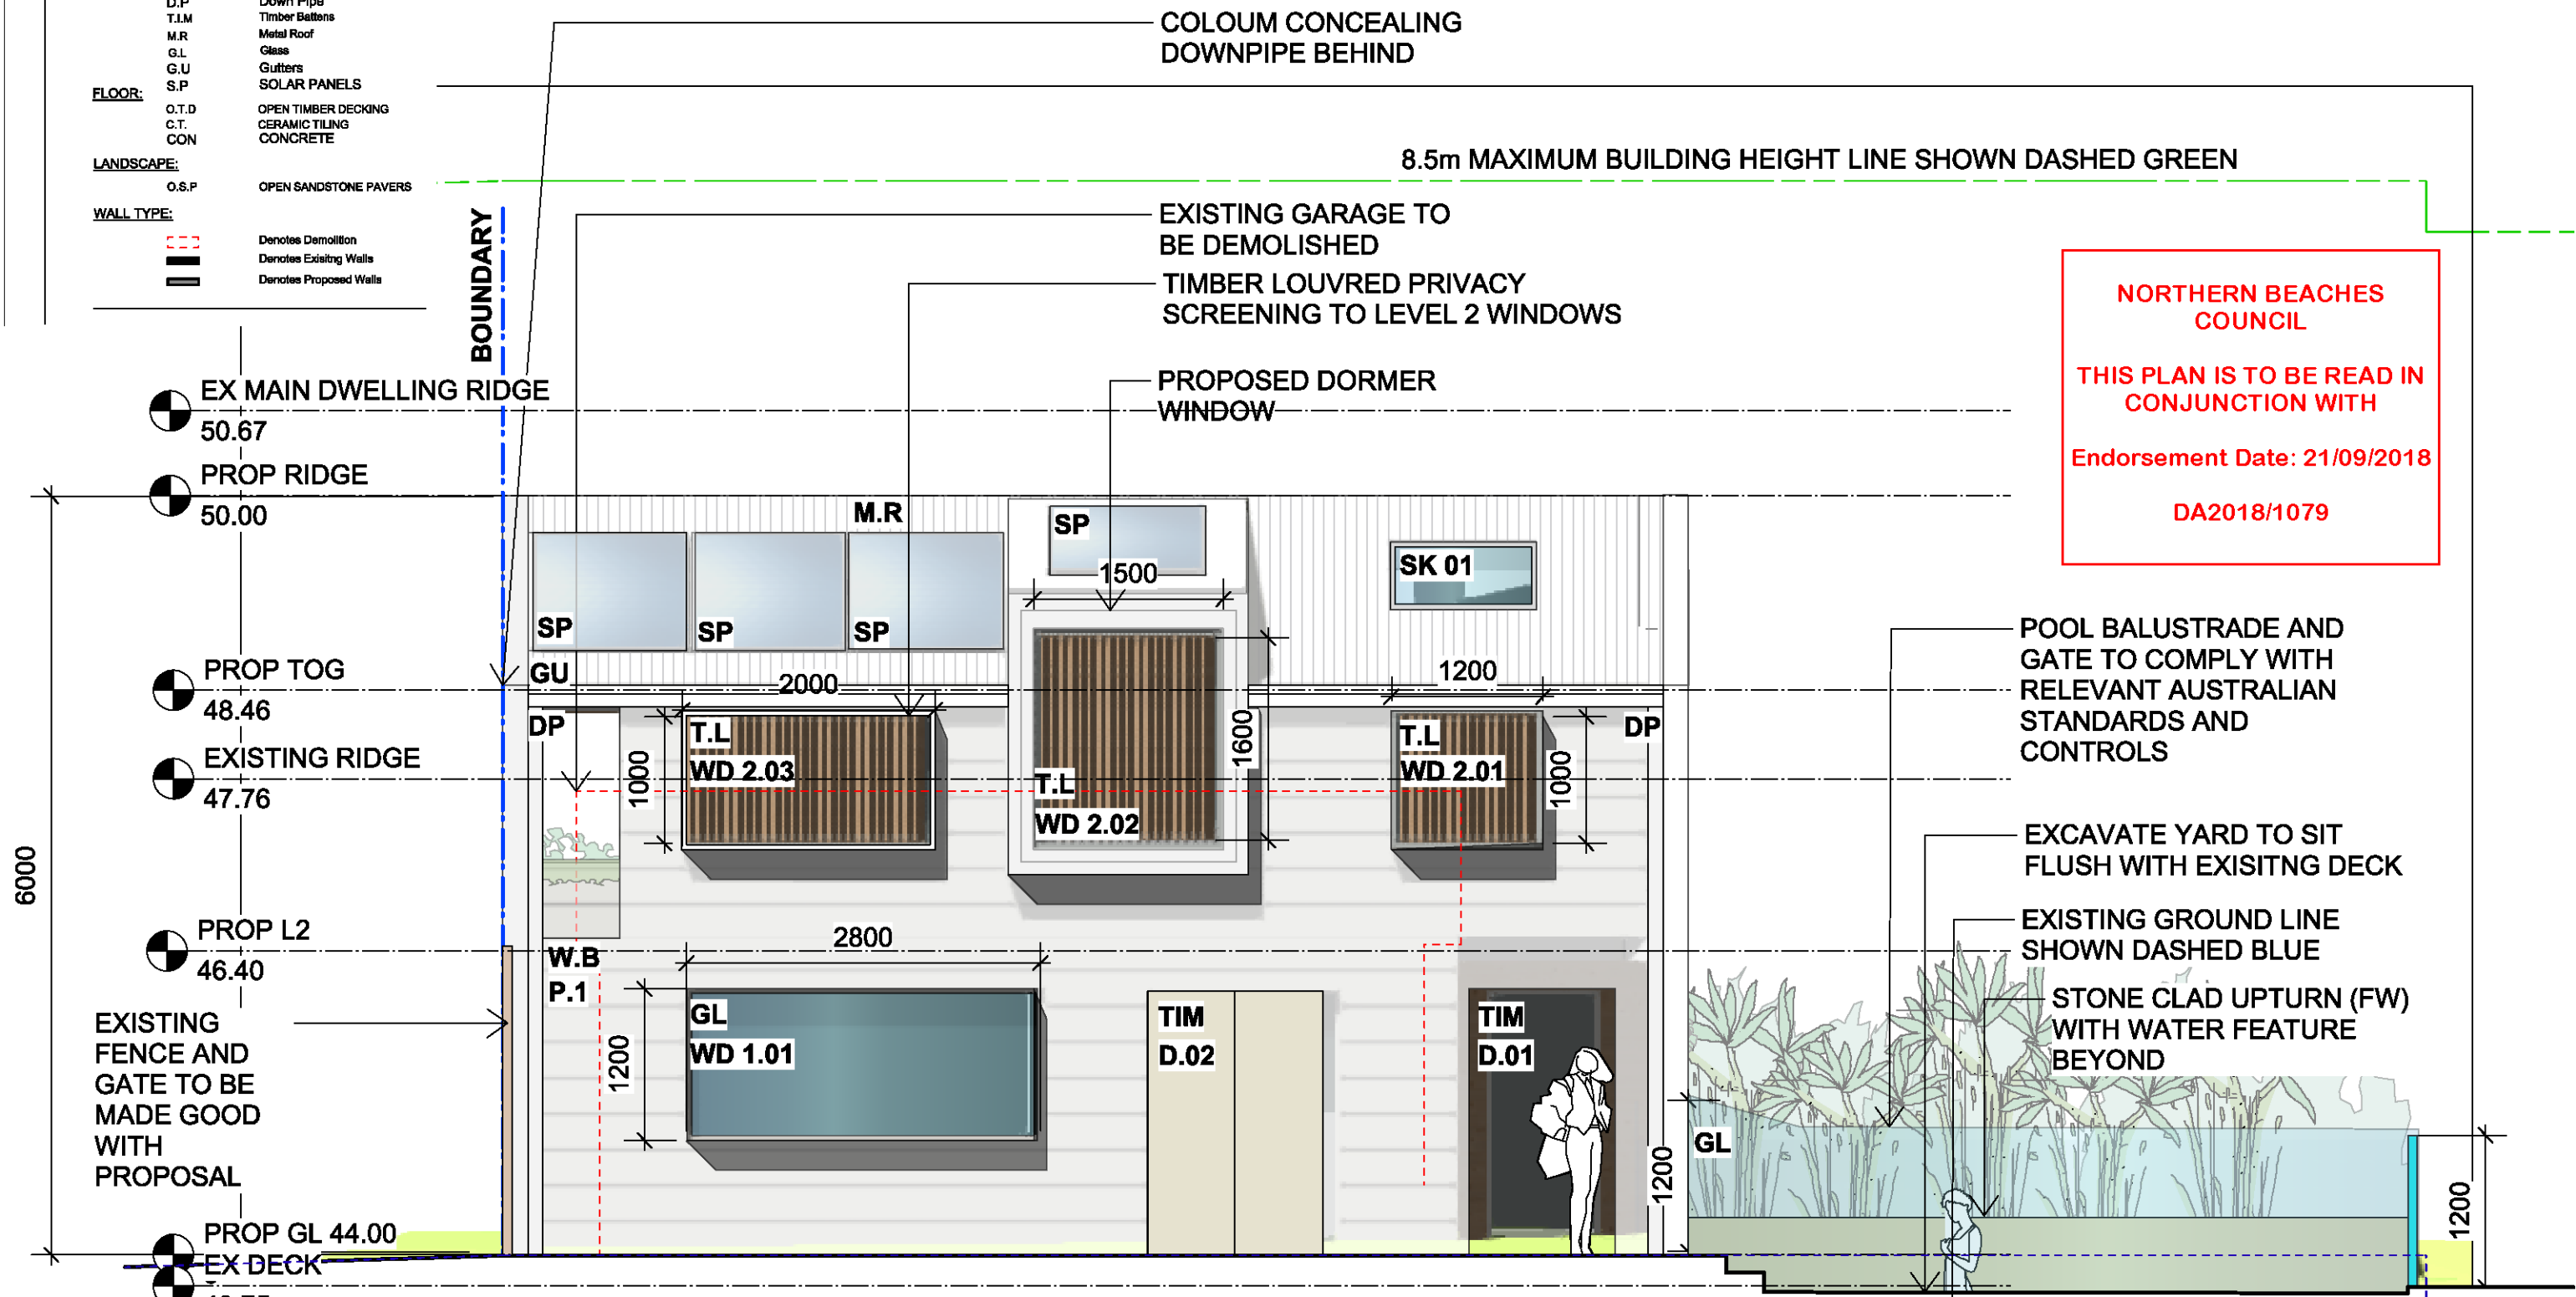 D.P Down Pipe
T.I.M Timber Battens
M.R Metal Roof
G.L Glass
G.U Gutters
S.P SOLAR PANELS
FLOOR:
O.T.D OPEN TIMBER DECKING
C.T. CERAMIC TILING
CON CONCRETE
LANDSCAPE:
O.S.P OPEN SANDSTONE PAVERS
WALL TYPE:
Denotes Demolition
Denotes Exisitng Walls
Denotes Proposed Walls
BOUNDARY
COLOUM CONCEALING
DOWNPIPE BEHIND
8.5m MAXIMUM BUILDING HEIGHT LINE SHOWN DASHED GREEN
EXISTING GARAGE TO
BE DEMOLISHED
TIMBER LOUVRED PRIVACY
SCREENING TO LEVEL 2 WINDOWS
PROPOSED DORMER
WINDOW
NORTHERN BEACHES
COUNCIL
THIS PLAN IS TO BE READ IN
CONJUNCTION WITH
Endorsement Date: 21/09/2018
DA2018/1079
EX MAIN DWELLING RIDGE
50.67
PROP RIDGE
50.00
PROP TOG
48.46
EXISTING RIDGE
47.76
PROP L2
46.40
6000
EXISTING
FENCE AND
GATE TO BE
MADE GOOD
WITH
PROPOSAL
PROP GL 44.00
EX DECK
M.R
SP
SP
SP
SP
1500
SK 01
GU
2000
1200
DP
T.L
WD 2.03
1000
T.L
WD 2.02
1600
T.L
WD 2.01
1000
DP
W.B
P.1
2800
GL
WD 1.01
1200
TIM
D.02
TIM
D.01
1200
GL
1200
POOL BALUSTRADE AND
GATE TO COMPLY WITH
RELEVANT AUSTRALIAN
STANDARDS AND
CONTROLS
EXCAVATE YARD TO SIT
FLUSH WITH EXISITNG DECK
EXISTING GROUND LINE
SHOWN DASHED BLUE
STONE CLAD UPTURN (FW)
WITH WATER FEATURE
BEYOND